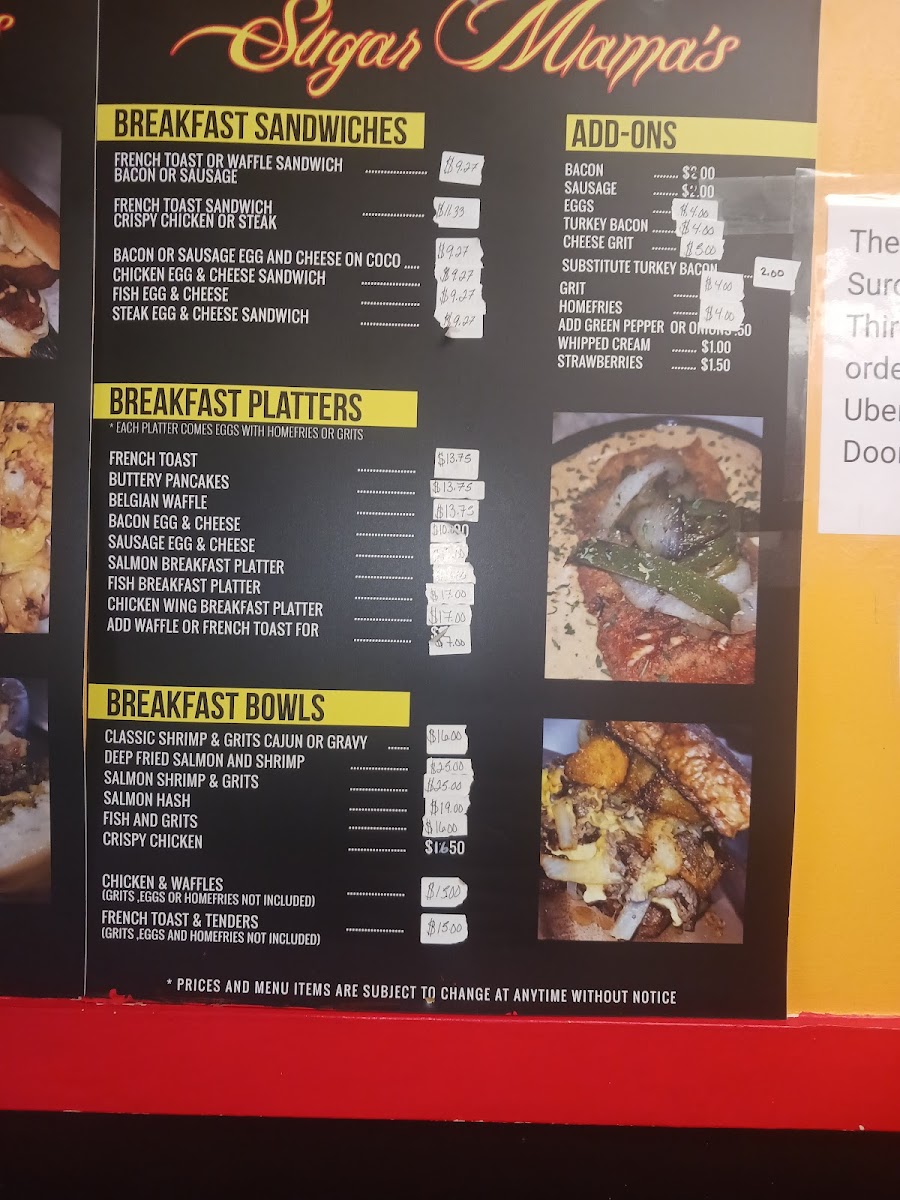 Sugar Mama's
BREAKFAST SANDWICHES
FRENCH TOAST OR WAFFLE SANDWICH
BACON OR SAUSAGE ........ $9.27
FRENCH TOAST SANDWICH
CRISPY CHICKEN OR STEAK ........ $11.33
BACON OR SAUSAGE EGG AND CHEESE ON COCO .... $9.27
CHICKEN EGG & CHEESE SANDWICH ........ $9.27
FISH EGG & CHEESE ........ $9.27
STEAK EGG & CHEESE SANDWICH ........ $9.27
BREAKFAST PLATTERS
* EACH PLATTER COMES EGGS WITH HOMEFRIES OR GRITS
FRENCH TOAST ........ $13.75
BUTTERY PANCAKES ........ $13.75
BELGIAN WAFFLE ........ $13.75
BACON EGG & CHEESE ........
SAUSAGE EGG & CHEESE ........
SALMON BREAKFAST PLATTER ........
FISH BREAKFAST PLATTER ........ $17.00
CHICKEN WING BREAKFAST PLATTER ........ $17.00
ADD WAFFLE OR FRENCH TOAST FOR ........ $7.00
BREAKFAST BOWLS
CLASSIC SHRIMP & GRITS CAJUN OR GRAVY ...... $16.00
DEEP FRIED SALMON AND SHRIMP ........ $25.00
SALMON SHRIMP & GRITS ........ $25.00
SALMON HASH ........ $19.00
FISH AND GRITS ........ $16.00
CRISPY CHICKEN ........ $16.50
CHICKEN & WAFFLES ........ $15.00
(GRITS ,EGGS OR HOMEFRIES NOT INCLUDED)
FRENCH TOAST & TENDERS ........ $15.00
(GRITS ,EGGS AND HOMEFRIES NOT INCLUDED)
ADD-ONS
BACON ........ $2.00
SAUSAGE ........ $2.00
EGGS ..... $4.00
TURKEY BACON ..... $4.00
CHEESE GRIT ........ $5.00
SUBSTITUTE TURKEY BACON .. 2.00
GRIT ........ $4.00
HOMEFRIES ........ $4.00
ADD GREEN PEPPER OR ONIONS .50
WHIPPED CREAM ........ $1.00
STRAWBERRIES ........ $1.50
* PRICES AND MENU ITEMS ARE SUBJECT TO CHANGE AT ANYTIME WITHOUT NOTICE
The
Surc
Thir
orde
Uber
Door